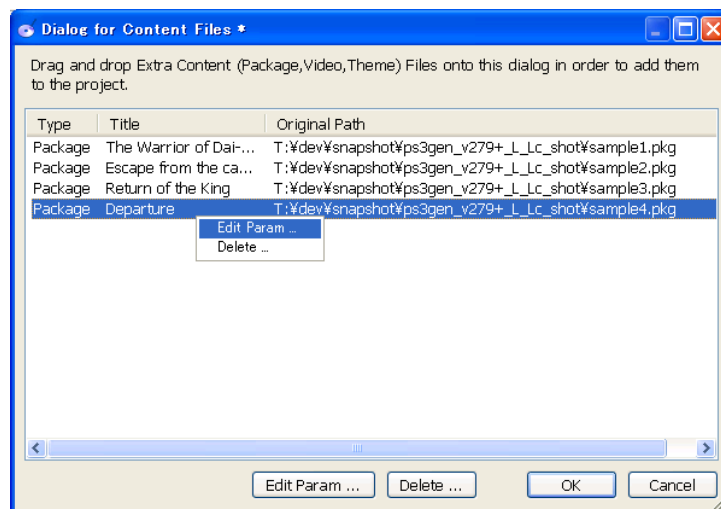 Dialog for Content Files *
Drag and drop Extra Content (Package,Video,Theme) Files onto this dialog in order to add them
to the project.
Type Title Original Path
Package The Warrior of Dai-... T:¥dev¥snapshot¥ps3gen_v279+_L_Lc_shot¥sample1.pkg
Package Escape from the ca... T:¥dev¥snapshot¥ps3gen_v279+_L_Lc_shot¥sample2.pkg
Package Return of the King T:¥dev¥snapshot¥ps3gen_v279+_L_Lc_shot¥sample3.pkg
Package Departure T:¥dev¥snapshot¥ps3gen_v279+_L_Lc_shot¥sample4.pkg
Edit Param ...
Delete ...
Edit Param ... Delete ... OK Cancel